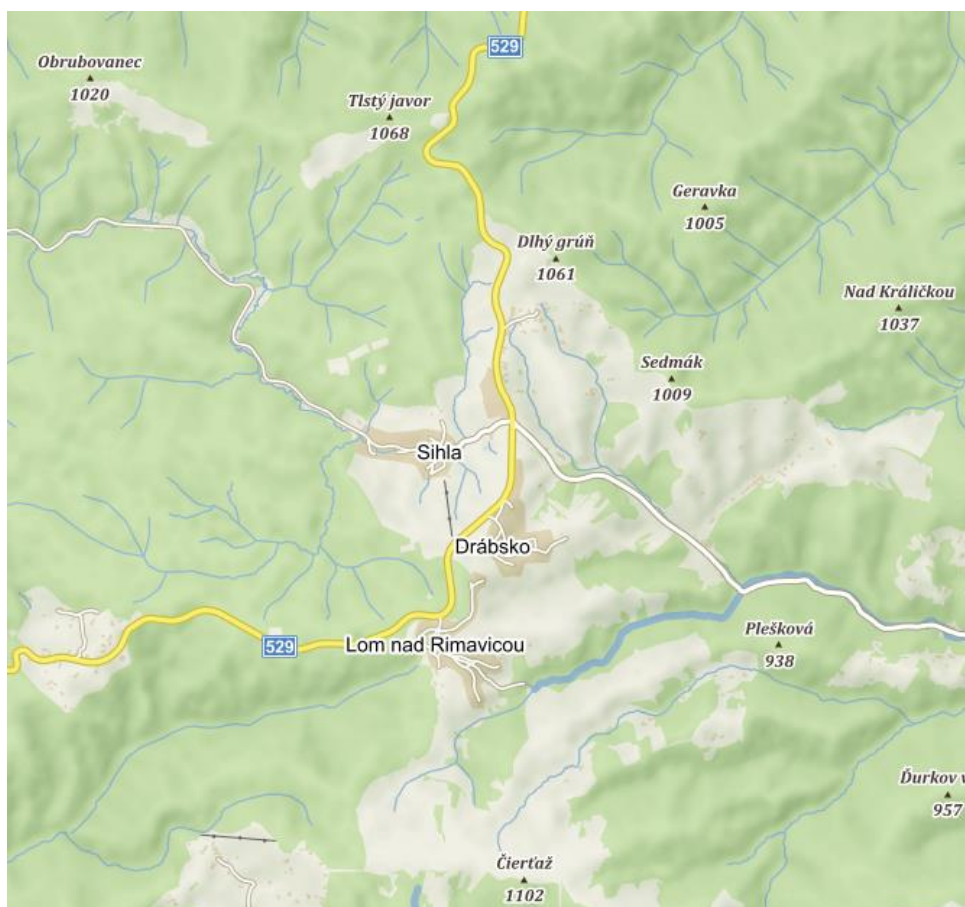 529
Obrubovanec
1020
Tlstý javor
1068
Geravka
1005
Dlhý grúň
1061
Nad Králičkou
1037
Sedmák
1009
Sihla
Drábsko
Plešková
938
529
Lom nad Rimavicou
Ďurkov v
957
Čierťaž
1102